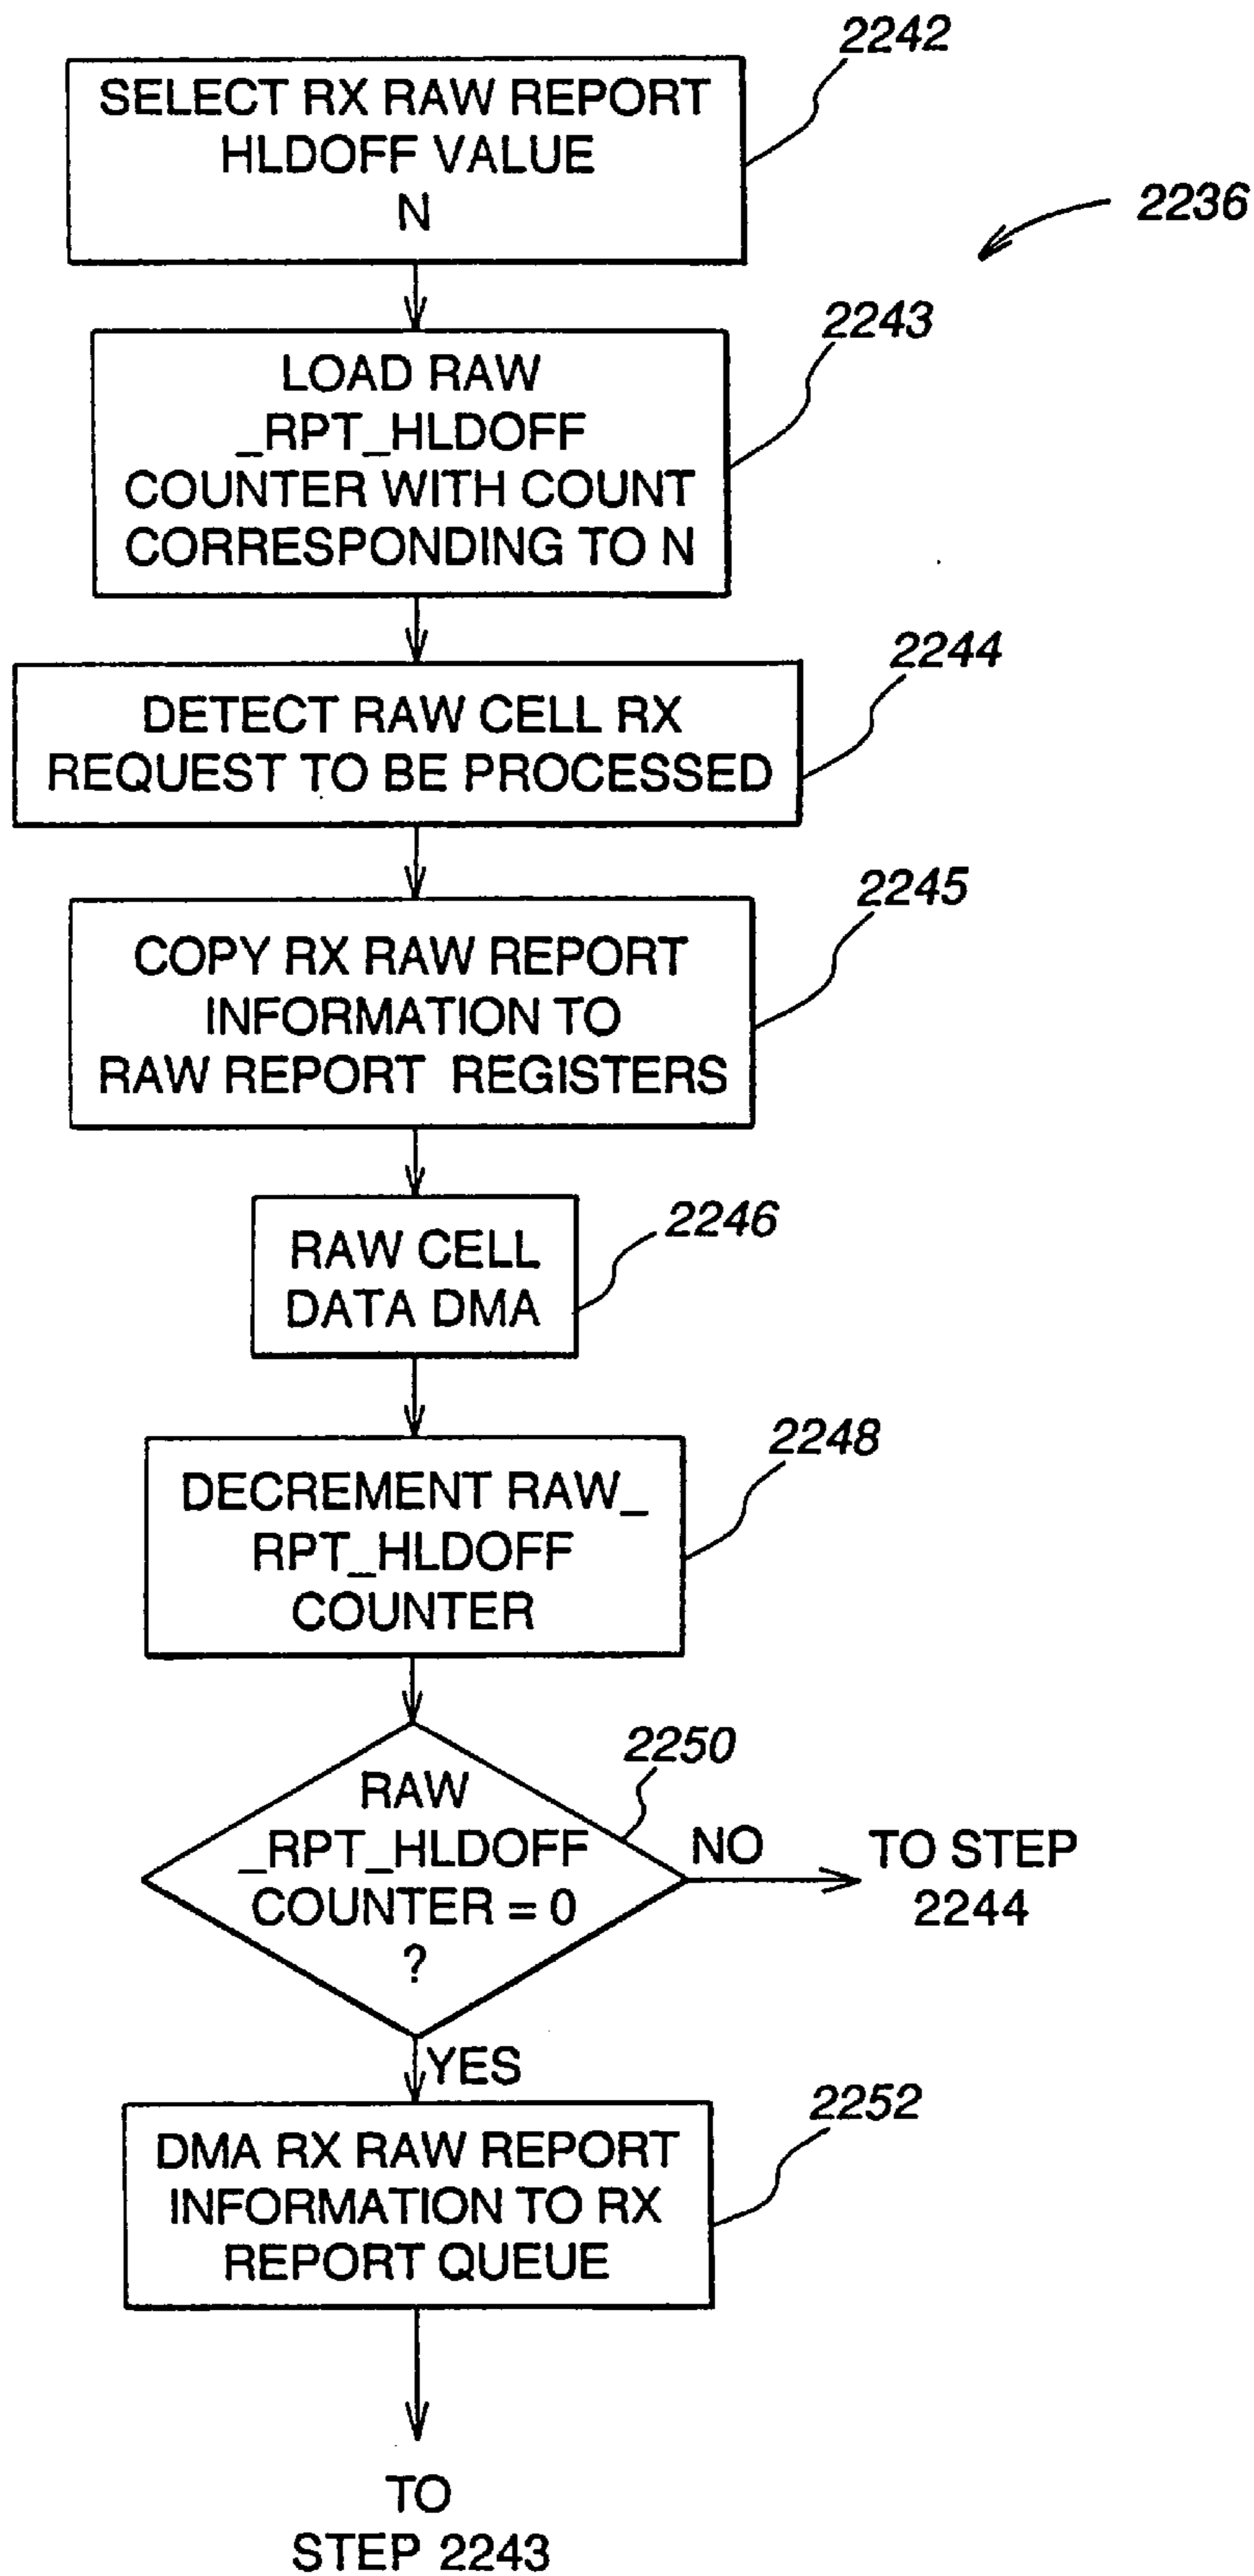 2242
SELECT RX RAW REPORT
HLDOFF VALUE
N
2236
2243
LOAD RAW
_RPT_HLDOFF
COUNTER WITH COUNT
CORRESPONDING TO N
2244
DETECT RAW CELL RX
REQUEST TO BE PROCESSED
2245
COPY RX RAW REPORT
INFORMATION TO
RAW REPORT REGISTERS
2246
RAW CELL
DATA DMA
2248
DECREMENT RAW_
RPT_HLDOFF
COUNTER
2250
RAW
_RPT_HLDOFF
COUNTER = 0
?
NO
TO STEP
2244
YES
2252
DMA RX RAW REPORT
INFORMATION TO RX
REPORT QUEUE
TO
STEP 2243